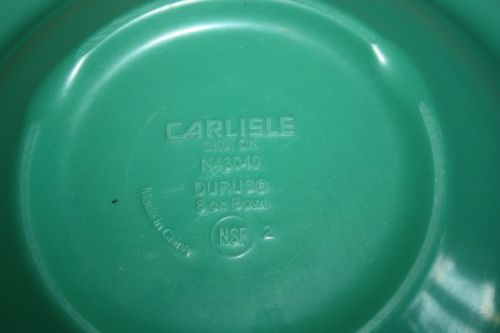 CARLISLE
OKC, OK
N43040
DURUS®
8 oz Bowl
Made in China
NSF 2